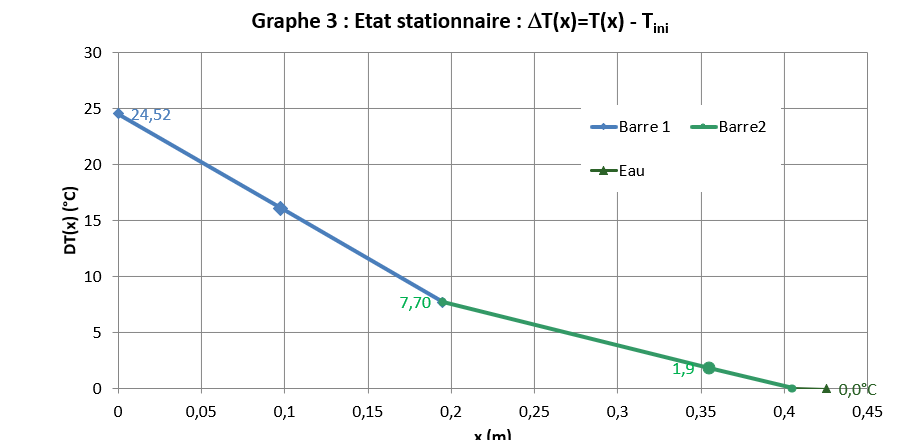 Graphe 3 : Etat stationnaire : ΔT(x)=T(x) - Tini
30
25
20
15
10
5
0
DT(x) (°C)
24,52
7,70
1,9
0,0°C
Barre 1
Barre2
Eau
0 0,05 0,1 0,15 0,2 0,25 0,3 0,35 0,4 0,45
x (m)